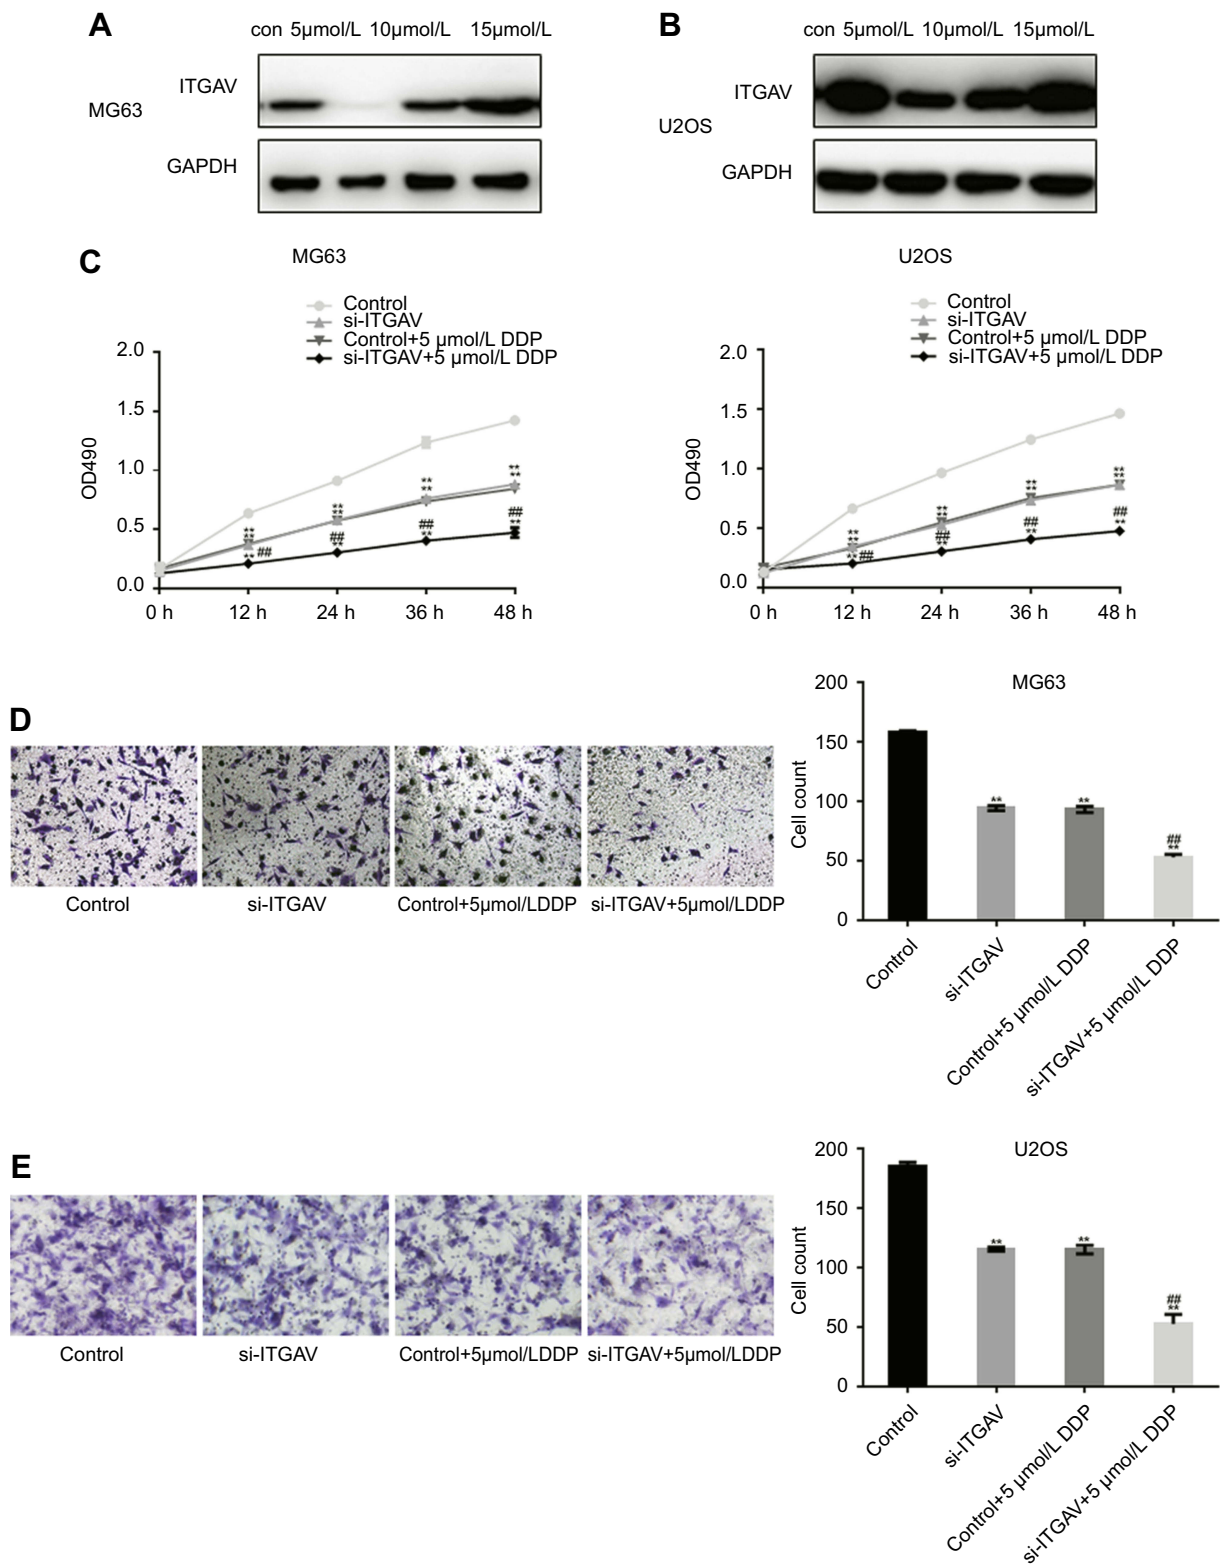 A
con 5µmol/L 10µmol/L 15µmol/L
ITGAV
MG63
GAPDH
B
con 5µmol/L 10µmol/L 15µmol/L
ITGAV
U2OS
GAPDH
C
MG63
Control
si-ITGAV
Control+5 µmol/L DDP
si-ITGAV+5 µmol/L DDP
2.0
1.5
1.0
0.5
0.0
OD490
** ** ** **
** ** ** **
## ## ## ##
** ** ** **
0 h 12 h 24 h 36 h 48 h
U2OS
Control
si-ITGAV
Control+5 µmol/L DDP
si-ITGAV+5 µmol/L DDP
2.0
1.5
1.0
0.5
0.0
OD490
** ** ** **
** ** ** **
## ## ## ##
** ** ** **
0 h 12 h 24 h 36 h 48 h
D
Control si-ITGAV Control+5µmol/LDDP si-ITGAV+5µmol/LDDP
MG63
200
150
100
50
0
Cell count
** **
##
**
Control
si-ITGAV
Control+5 µmol/L DDP
si-ITGAV+5 µmol/L DDP
E
Control si-ITGAV Control+5µmol/LDDP si-ITGAV+5µmol/LDDP
U2OS
200
150
100
50
0
Cell count
** **
##
**
Control
si-ITGAV
Control+5 µmol/L DDP
si-ITGAV+5 µmol/L DDP